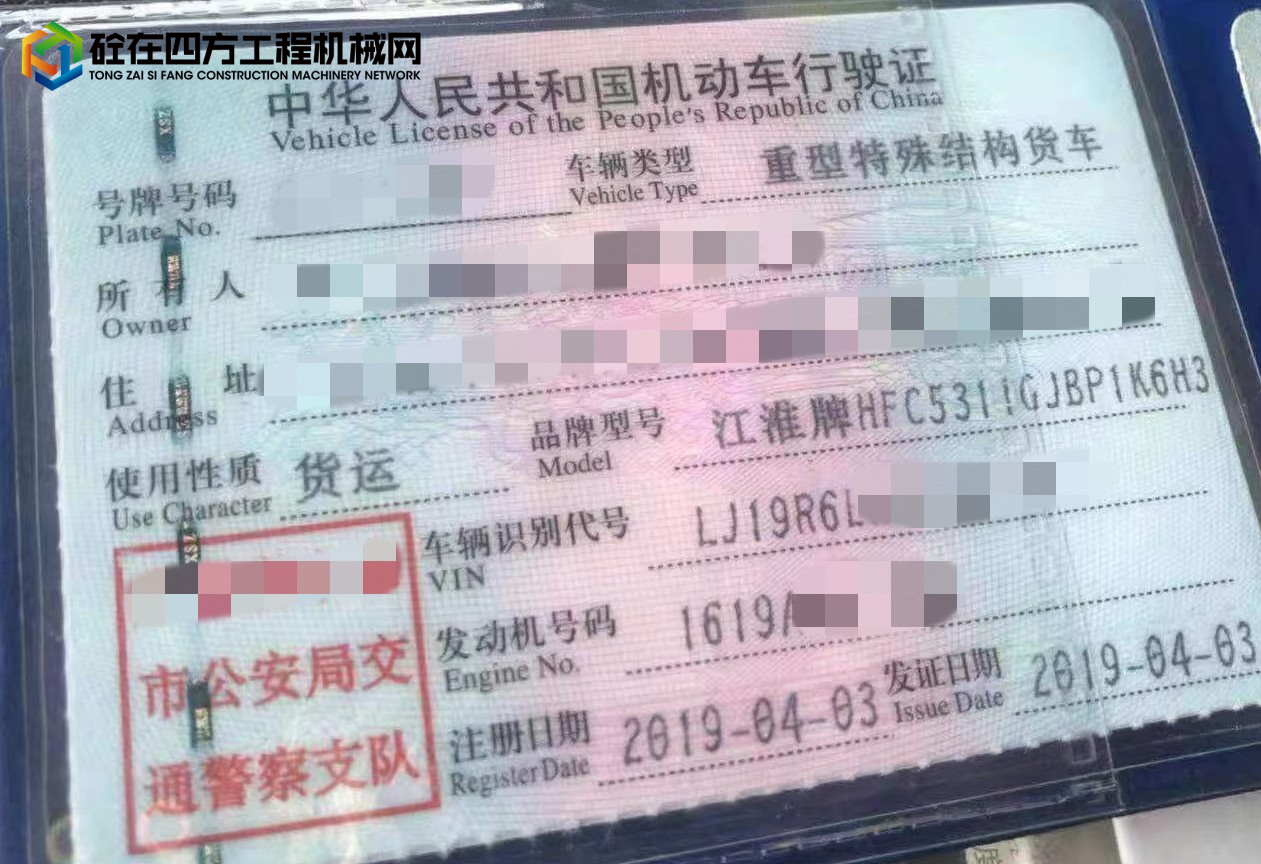 砼在四方工程机械网
TONG ZAI SI FANG CONSTRUCTION MACHINERY NETWORK
中华人民共和国机动车行驶证
Vehicle License of the People's Republic of China
号牌号码
Plate No.
车辆类型 重型特殊结构货车
Vehicle Type
所有人
Owner
住址
Address
使用性质 货运
Use Character
品牌型号 江淮牌HFC5311GJBP1K6H3
Model
车辆识别代号 LJ19R6L
VIN
发动机号码 1619A
Engine No.
注册日期 2019-04-03
Register Date
发证日期 2019-04-03
Issue Date
市公安局交
通警察支队